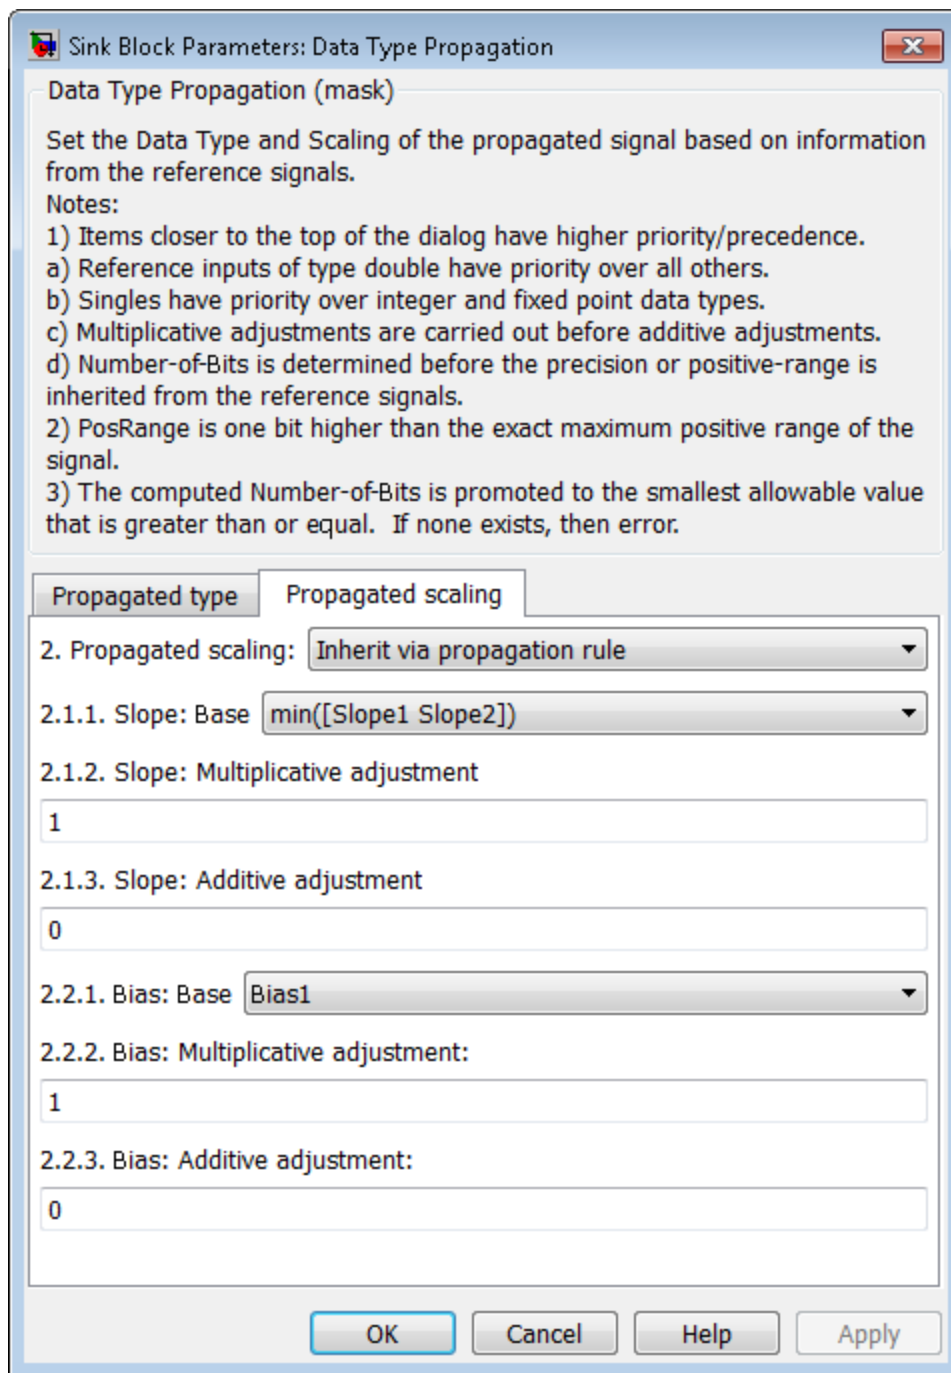 Sink Block Parameters: Data Type Propagation
Data Type Propagation (mask)
Set the Data Type and Scaling of the propagated signal based on information
from the reference signals.
Notes:
1) Items closer to the top of the dialog have higher priority/precedence.
a) Reference inputs of type double have priority over all others.
b) Singles have priority over integer and fixed point data types.
c) Multiplicative adjustments are carried out before additive adjustments.
d) Number-of-Bits is determined before the precision or positive-range is
inherited from the reference signals.
2) PosRange is one bit higher than the exact maximum positive range of the
signal.
3) The computed Number-of-Bits is promoted to the smallest allowable value
that is greater than or equal.  If none exists, then error.
Propagated type Propagated scaling
2. Propagated scaling: Inherit via propagation rule
2.1.1. Slope: Base min([Slope1 Slope2])
2.1.2. Slope: Multiplicative adjustment
1
2.1.3. Slope: Additive adjustment
0
2.2.1. Bias: Base Bias1
2.2.2. Bias: Multiplicative adjustment:
1
2.2.3. Bias: Additive adjustment:
0
OK Cancel Help Apply